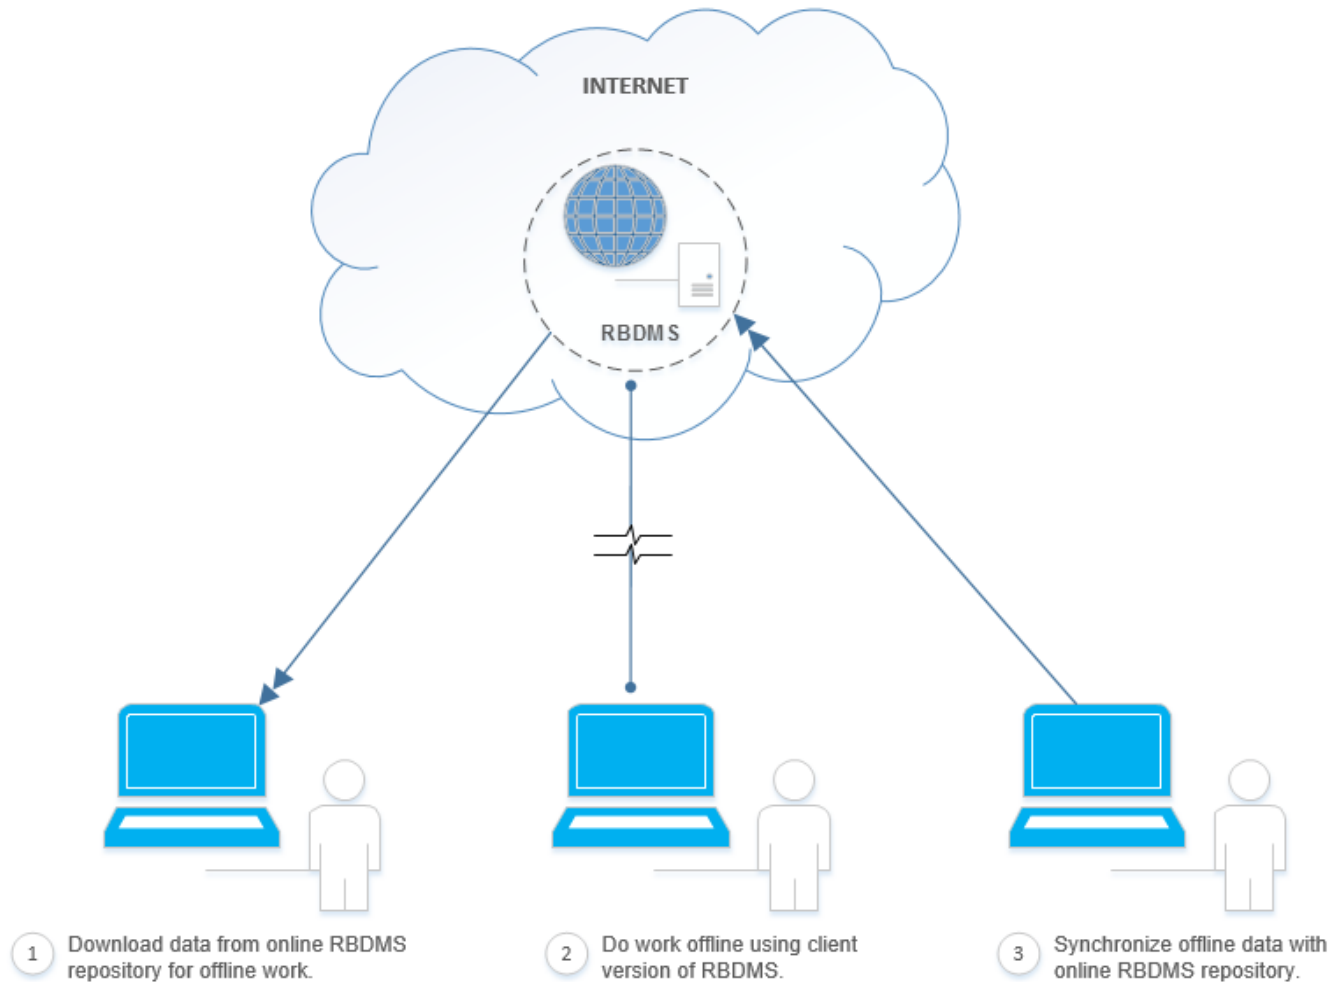 INTERNET
RBDMS
1
Download data from online RBDMS
repository for offline work.
2
Do work offline using client
version of RBDMS.
3
Synchronize offline data with
online RBDMS repository.